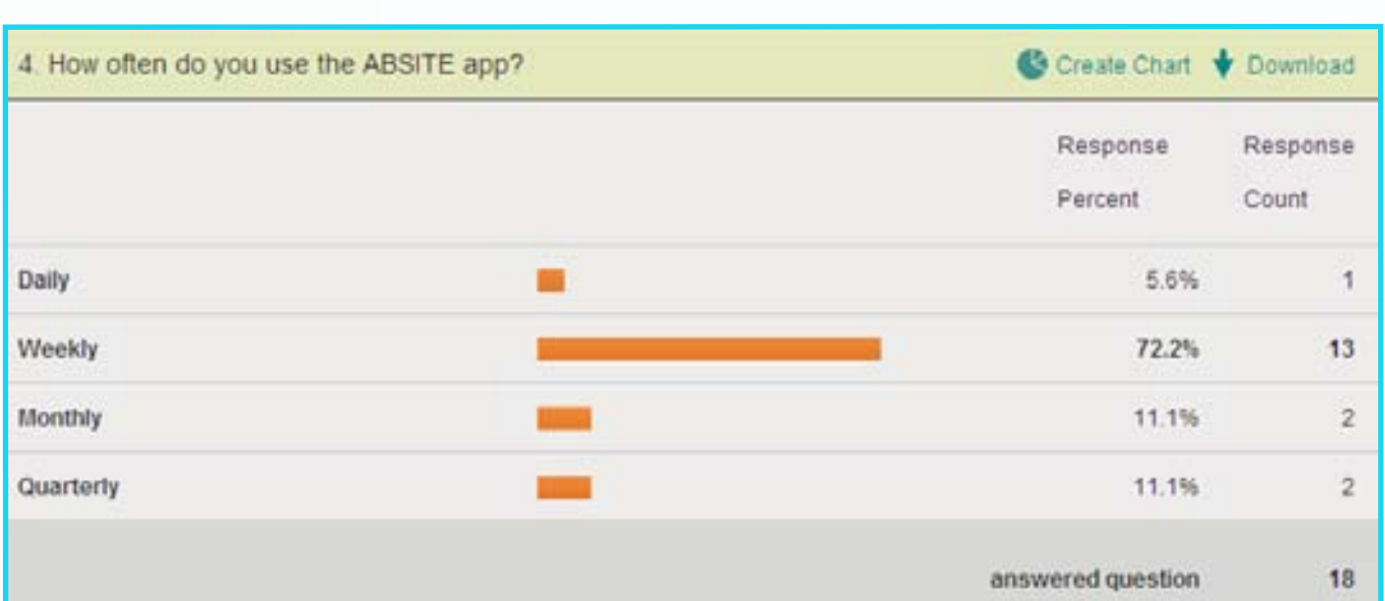 4. How often do you use the ABSITE app? Create Chart Download
Response Response
Percent Count
Daily 5.6% 1
Weekly 72.2% 13
Monthly 11.1% 2
Quarterly 11.1% 2
answered question 18